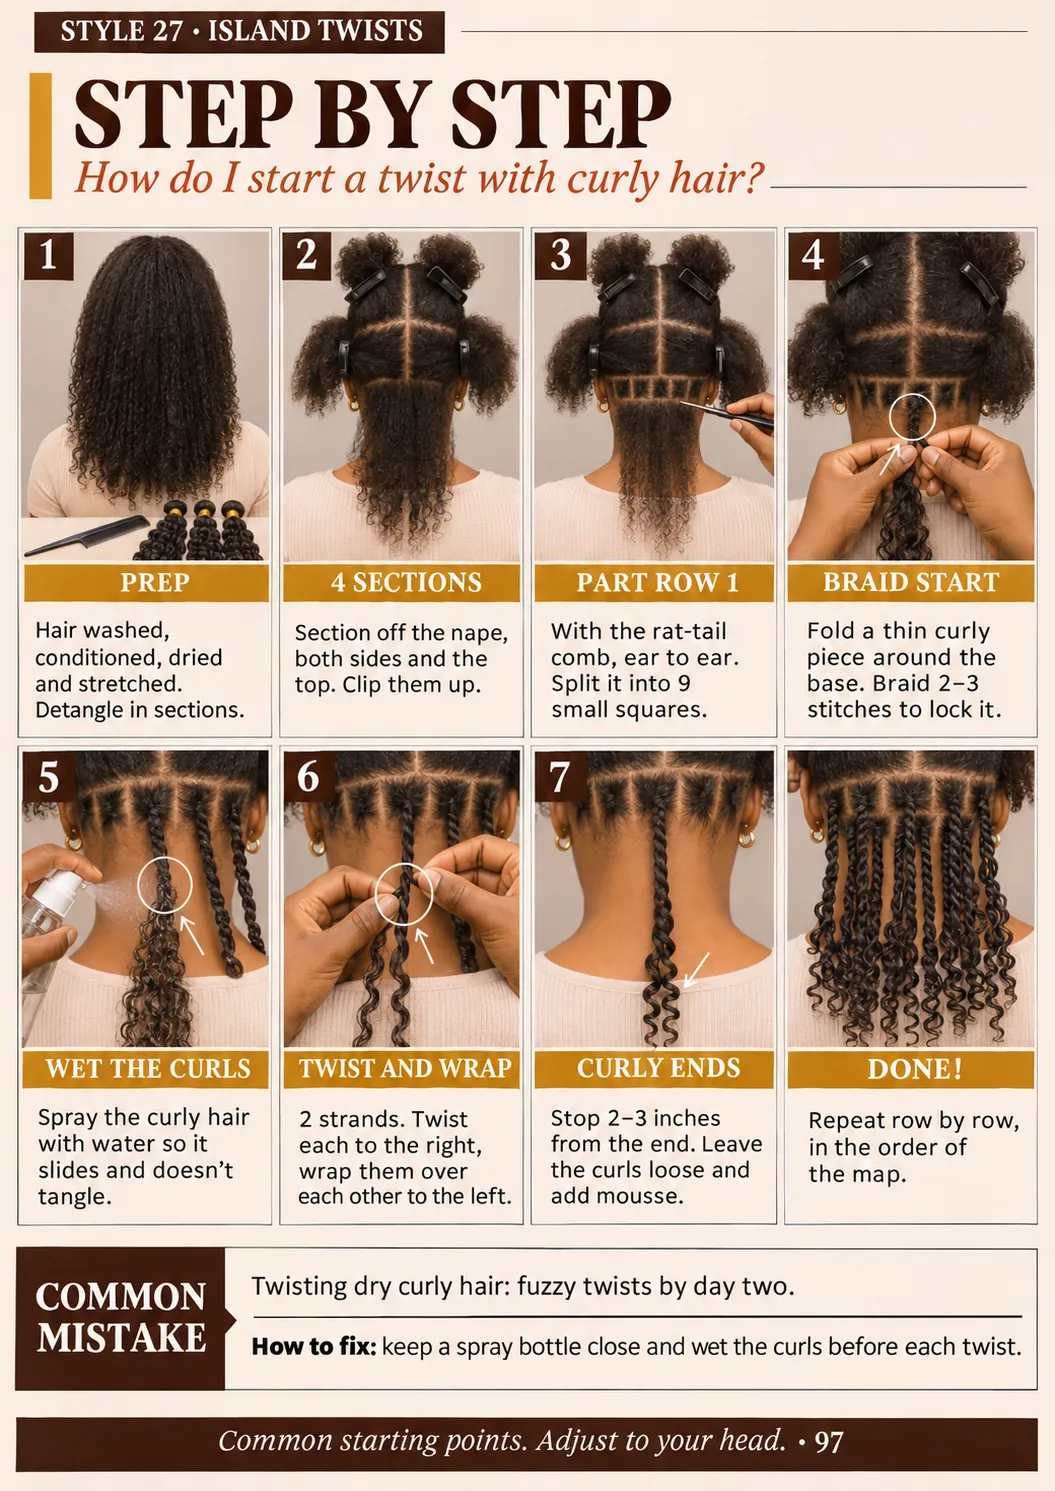 STYLE 27 · ISLAND TWISTS
STEP BY STEP
How do I start a twist with curly hair?
1
PREP
Hair washed,
conditioned, dried
and stretched.
Detangle in sections.
2
4 SECTIONS
Section off the nape,
both sides and the
top. Clip them up.
3
PART ROW 1
With the rat-tail
comb, ear to ear.
Split it into 9
small squares.
4
BRAID START
Fold a thin curly
piece around the
base. Braid 2–3
stitches to lock it.
5
WET THE CURLS
Spray the curly hair
with water so it
slides and doesn't
tangle.
6
TWIST AND WRAP
2 strands. Twist
each to the right,
wrap them over
each other to the left.
7
CURLY ENDS
Stop 2–3 inches
from the end. Leave
the curls loose and
add mousse.
DONE!
Repeat row by row,
in the order of
the map.
COMMON
MISTAKE
Twisting dry curly hair: fuzzy twists by day two.
How to fix: keep a spray bottle close and wet the curls before each twist.
Common starting points. Adjust to your head. · 97